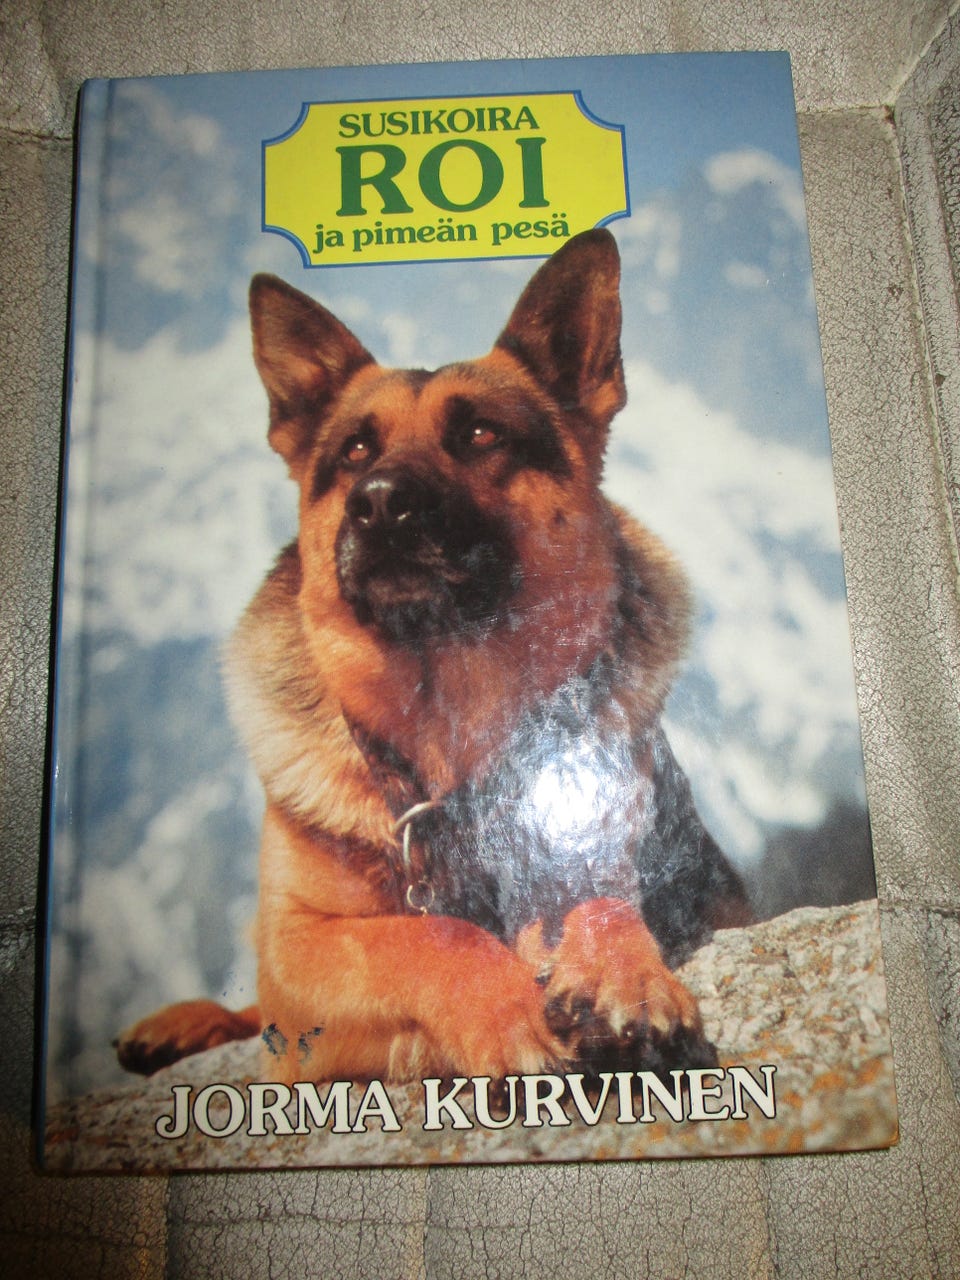 SUSIKOIRA
ROI
ja pimeän pesä
JORMA KURVINEN